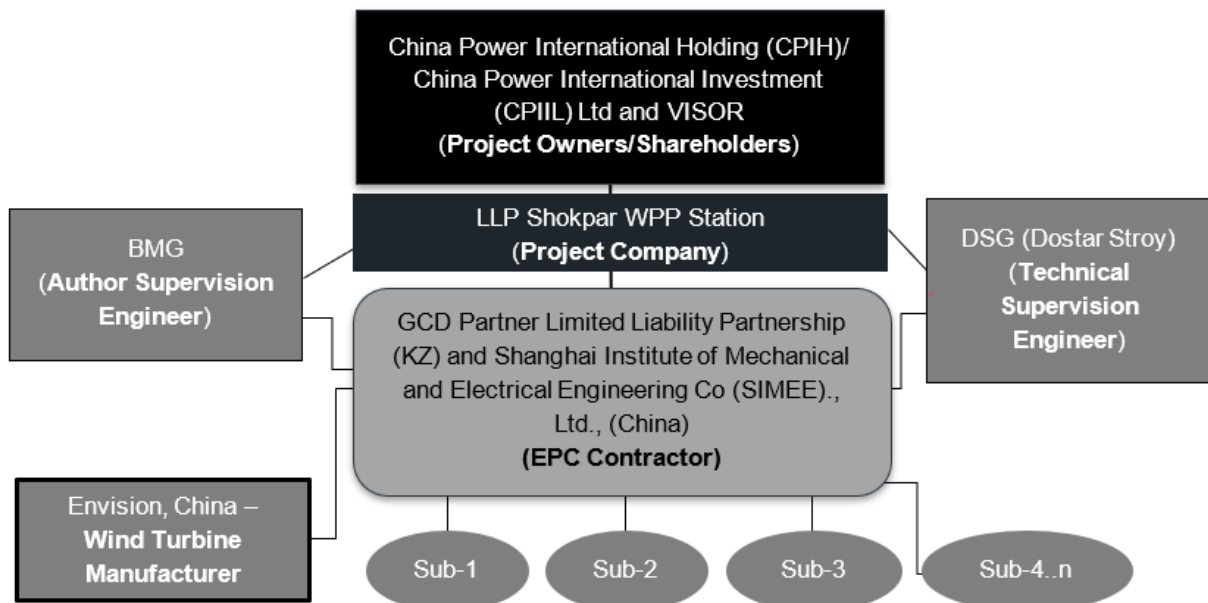 China Power International Holding (CPIH)/
China Power International Investment
(CPIIL) Ltd and VISOR
(Project Owners/Shareholders)
LLP Shokpar WPP Station
(Project Company)
BMG
(Author Supervision
Engineer)
DSG (Dostar Stroy)
(Technical
Supervision
Engineer)
GCD Partner Limited Liability Partnership
(KZ) and Shanghai Institute of Mechanical
and Electrical Engineering Co (SIMEE).,
Ltd., (China)
(EPC Contractor)
Envision, China –
Wind Turbine
Manufacturer
Sub-1
Sub-2
Sub-3
Sub-4..n